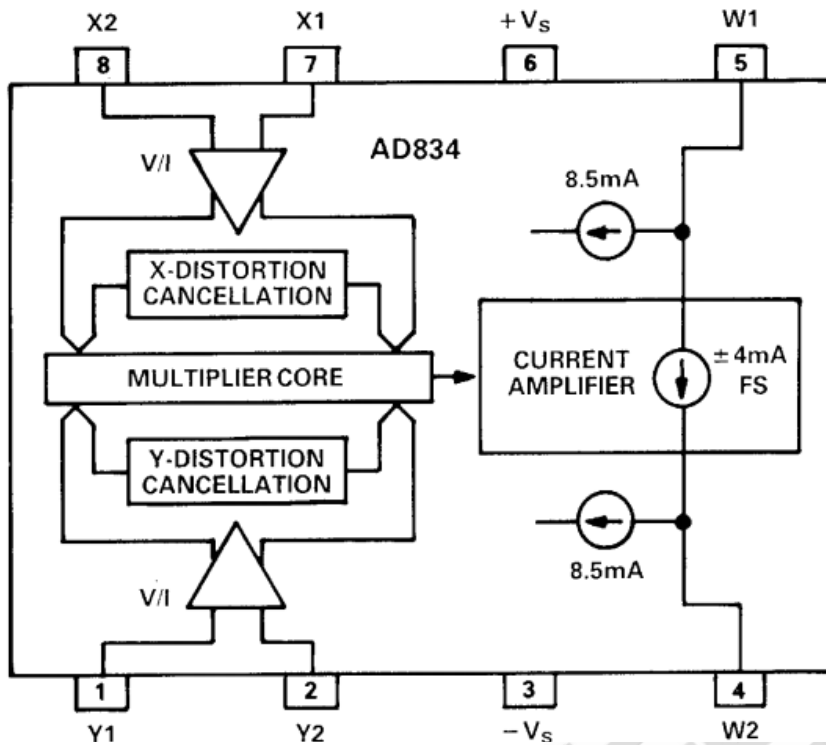 X2 X1 +Vs W1
8 7 6 5
AD834
V/I
8.5mA
X-DISTORTION
CANCELLATION
MULTIPLIER CORE
CURRENT
AMPLIFIER
±4mA
FS
Y-DISTORTION
CANCELLATION
8.5mA
V/I
1 2 3 4
Y1 Y2 −Vs W2